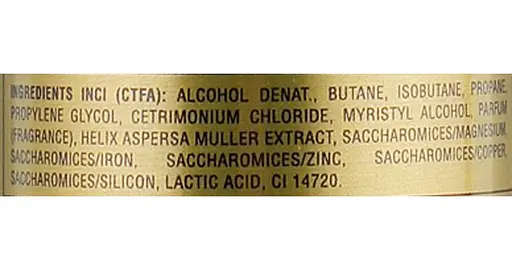 INGREDIENTS INCI (CTFA): ALCOHOL DENAT., BUTANE, ISOBUTANE, PROPANE,
PROPYLENE GLYCOL, CETRIMONIUM CHLORIDE, MYRISTYL ALCOHOL, PARFUM
(FRAGRANCE), HELIX ASPERSA MULLER EXTRACT, SACCHAROMICES/MAGNESIUM,
SACCHAROMICES/IRON, SACCHAROMICES/ZINC, SACCHAROMICES/COPPER,
SACCHAROMICES/SILICON, LACTIC ACID, CI 14720.